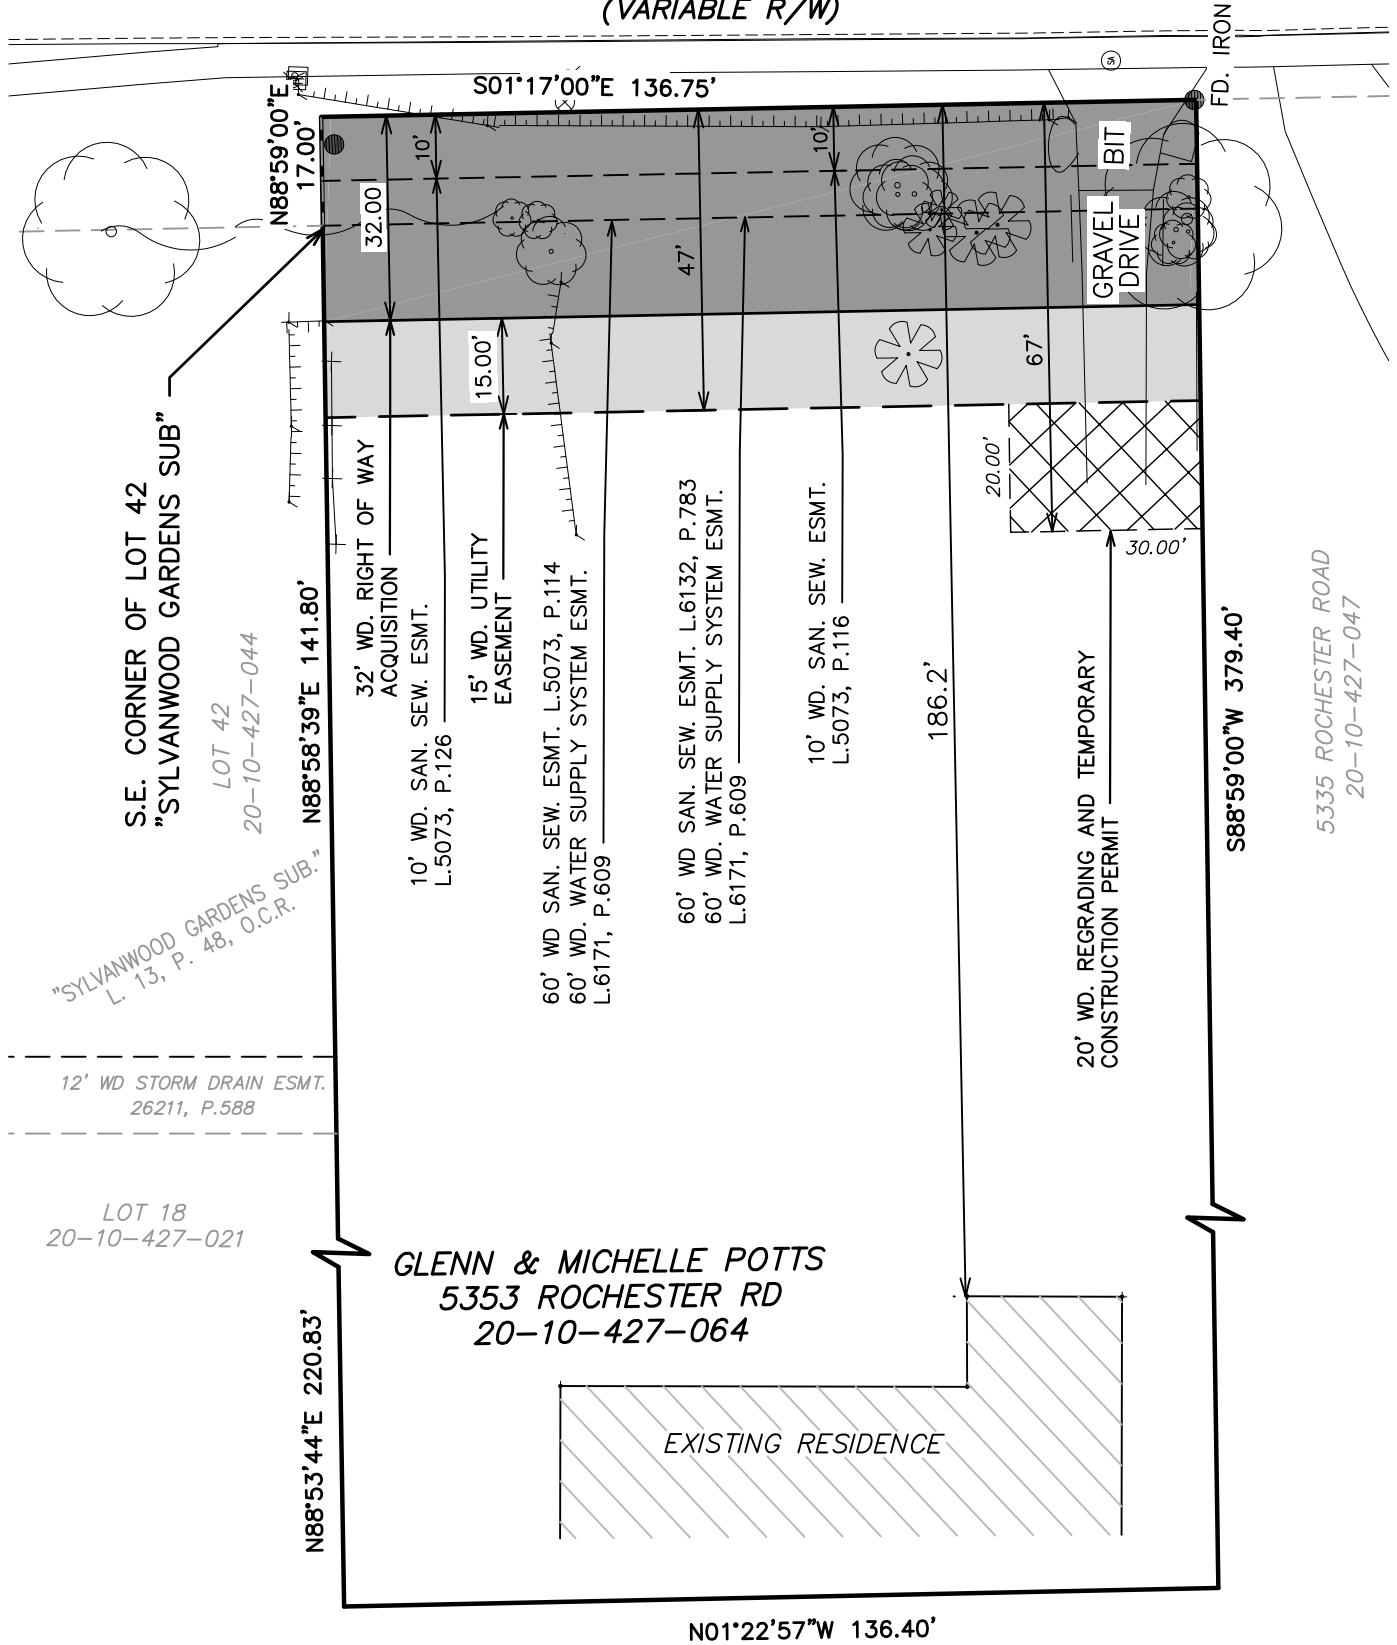 (VARIABLE R/W)
S01°17'00"E 136.75'
FD. IRON
N88°59'00"E
17.00'
10'
10'
32.00
47'
BIT
GRAVEL
DRIVE
15.00'
67'
20.00'
30.00'
S.E. CORNER OF LOT 42
"SYLVANWOOD GARDENS SUB"
LOT 42
20-10-427-044
N88°58'39"E 141.80'
32' WD. RIGHT OF WAY
ACQUISITION
10' WD. SAN. SEW. ESMT.
L.5073, P.126
15' WD. UTILITY
EASEMENT
60' WD SAN. SEW. ESMT. L.5073, P.114
60' WD. WATER SUPPLY SYSTEM ESMT.
L.6171, P.609
60' WD SAN. SEW. ESMT. L.6132, P.783
60' WD. WATER SUPPLY SYSTEM ESMT.
L.6171, P.609
10' WD. SAN. SEW. ESMT.
L.5073, P.116
186.2'
20' WD. REGRADING AND TEMPORARY
CONSTRUCTION PERMIT
S88°59'00"W 379.40'
5335 ROCHESTER ROAD
20-10-427-047
"SYLVANWOOD GARDENS SUB."
L. 13, P. 48, O.C.R.
12' WD STORM DRAIN ESMT.
26211, P.588
LOT 18
20-10-427-021
GLENN & MICHELLE POTTS
5353 ROCHESTER RD
20-10-427-064
N88°53'44"E 220.83'
EXISTING RESIDENCE
N01°22'57"W 136.40'